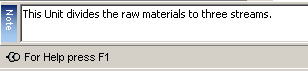 Note
This Unit divides the raw materials to three streams.
For Help press F1